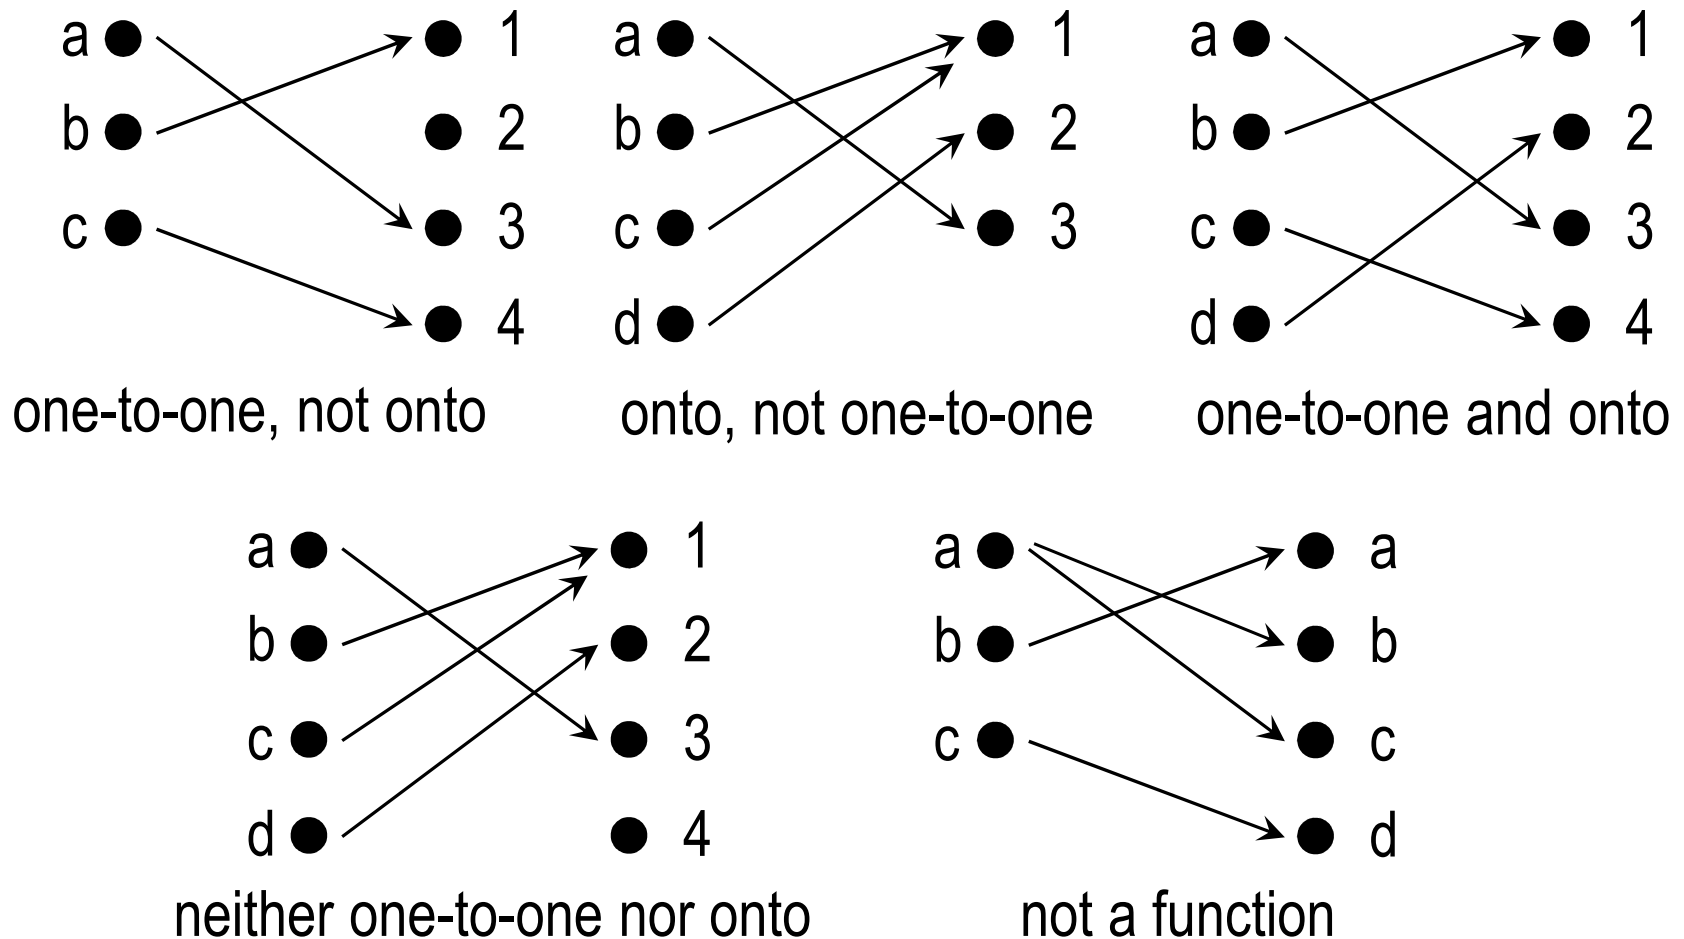 a 1 a 1 a 1
b 2 b 2 b 2
c 3 c 3 c 3
4 d d 4
one-to-one, not onto onto, not one-to-one one-to-one and onto
a 1 a a
b 2 b b
c 3 c c
d 4 d
neither one-to-one nor onto not a function